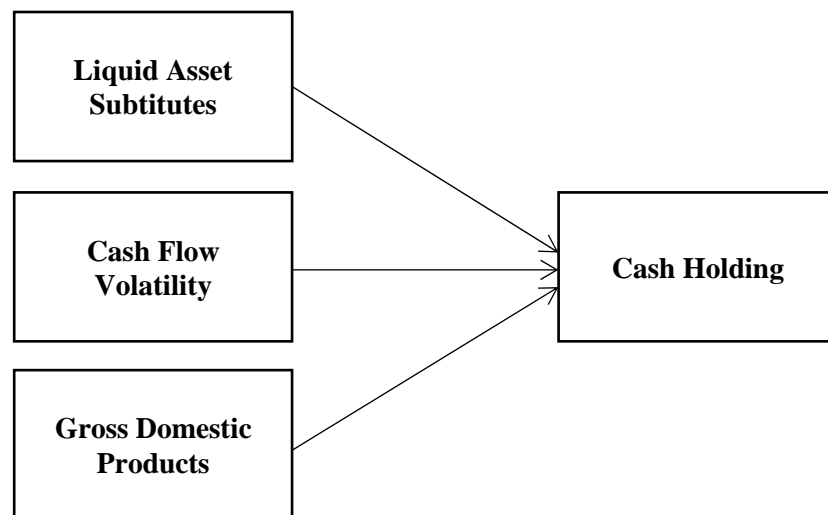 Liquid Asset
Subtitutes
Cash Flow
Volatility
Cash Holding
Gross Domestic
Products